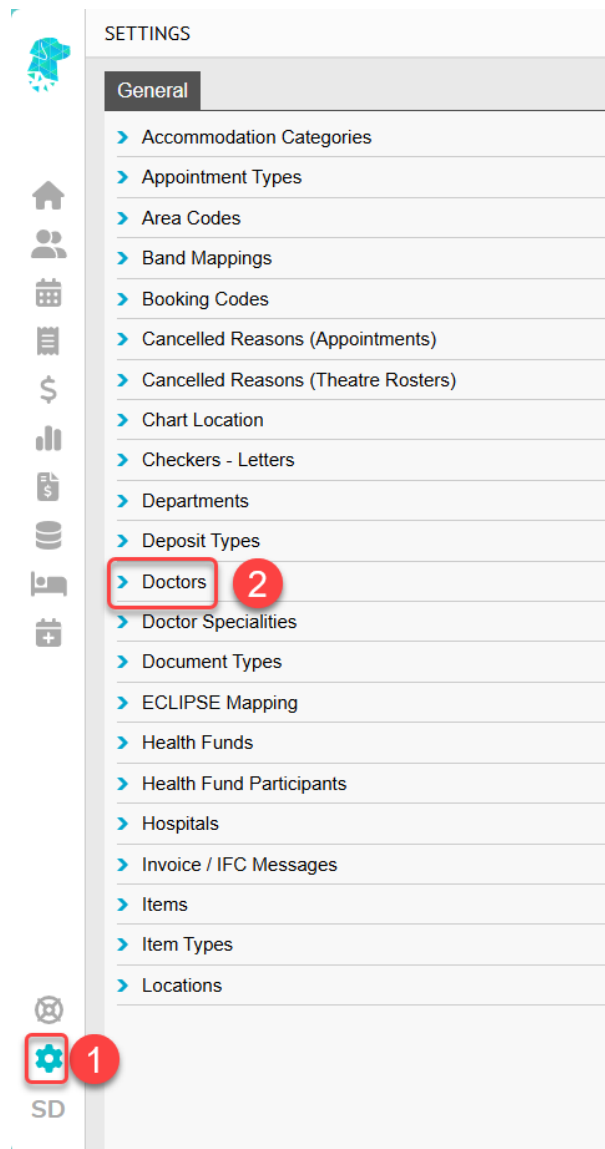 SETTINGS
General
Accommodation Categories
Appointment Types
Area Codes
Band Mappings
Booking Codes
Cancelled Reasons (Appointments)
Cancelled Reasons (Theatre Rosters)
Chart Location
Checkers - Letters
Departments
Deposit Types
Doctors 2
Doctor Specialities
Document Types
ECLIPSE Mapping
Health Funds
Health Fund Participants
Hospitals
Invoice / IFC Messages
Items
Item Types
Locations
1
SD